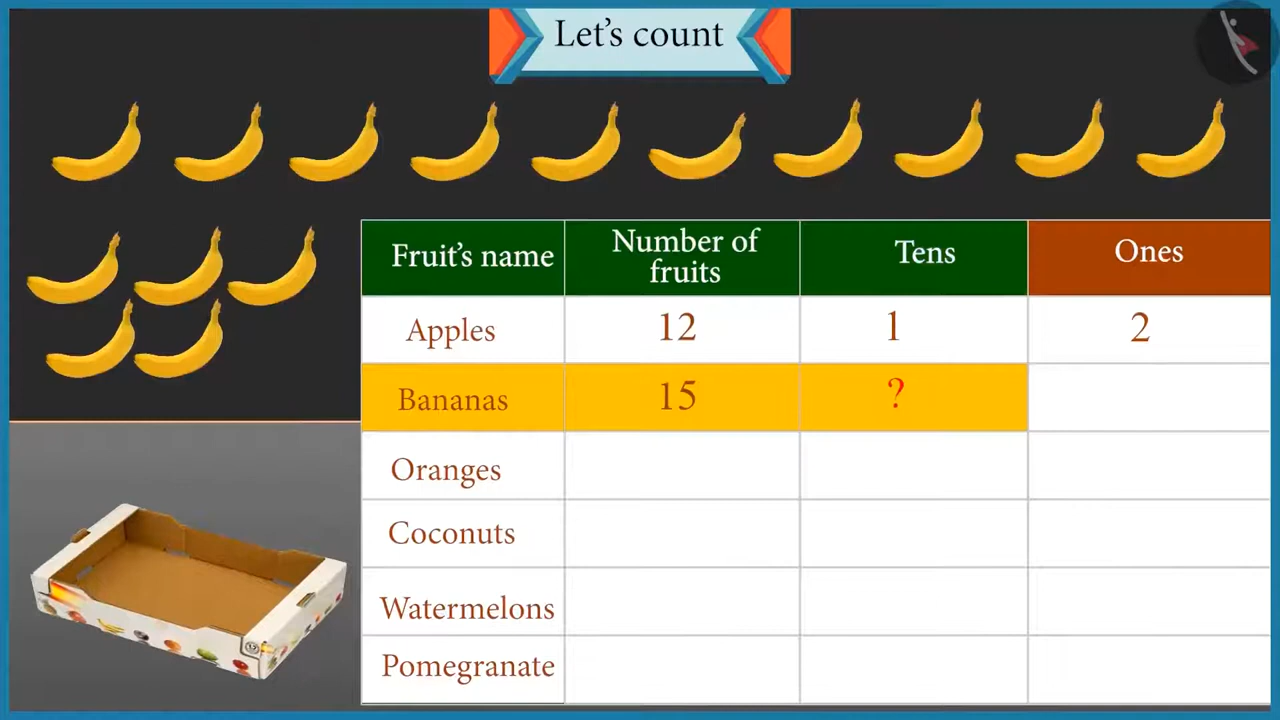 Let's count
Fruit's name
Number of
fruits
Tens
Ones
Apples
12
1
2
Bananas
15
?
Oranges
Coconuts
Watermelons
Pomegranate